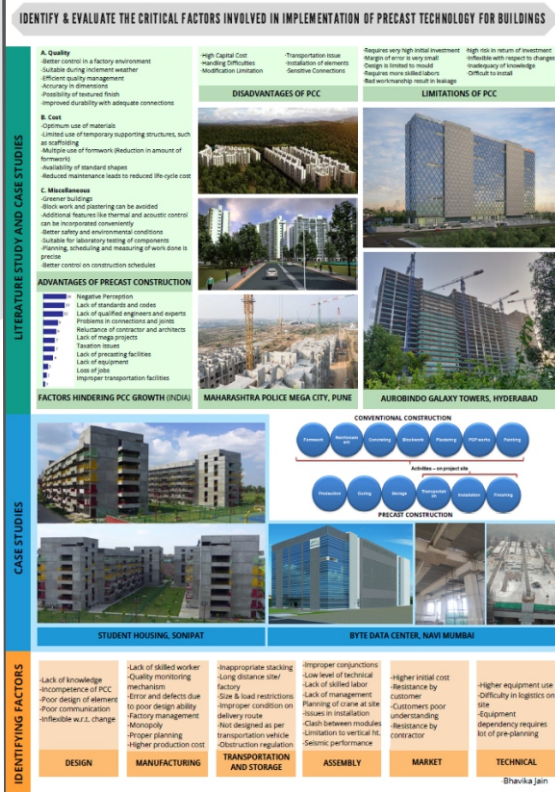 IDENTIFY & EVALUATE THE CRITICAL FACTORS INVOLVED IN IMPLEMENTATION OF PRECAST TECHNOLOGY FOR BUILDINGS
LITERATURE STUDY AND CASE STUDIES
A. Quality
-Better control in a factory environment
-Suitable during inclement weather
-Efficient quality management
-Accuracy in dimensions
-Possibility of textured finish
-Improved durability with adequate connections
B. Cost
-Optimum use of materials
-Limited use of temporary supporting structures, such
as scaffolding
-Multiple use of formwork (Reduction in amount of
formwork)
-Availability of standard shapes
-Reduced maintenance leads to reduced life-cycle cost
C. Miscellaneous
-Greener buildings
-Block work and plastering can be avoided
-Additional features like thermal and acoustic control
can be incorporated conveniently
-Better safety and environmental conditions
-Suitable for laboratory testing of components
-Planning, scheduling and measuring of work done is
precise
-Better control on construction schedules
ADVANTAGES OF PRECAST CONSTRUCTION
Negative Perception
Lack of standards and codes
Lack of qualified engineers and experts
Problems in connections and joints
Reluctance of contractor and architects
Lack of mega projects
Taxation issues
Lack of precasting facilities
Lack of equipment
Loss of jobs
Improper transportation facilities
FACTORS HINDERING PCC GROWTH (INDIA)
-High Capital Cost
-Handling Difficulties
-Modification Limitation
-Transportation issue
-Installation of elements
-Sensitive Connections
DISADVANTAGES OF PCC
MAHARASHTRA POLICE MEGA CITY, PUNE
-Requires very high initial investment
-Margin of error is very small
-Design is limited to mould
-Requires more skilled labors
-Bad workmanship result in leakage
-high risk in return of investment
-Inflexible with respect to changes
-Inadequacy of knowledge
-Difficult to install
LIMITATIONS OF PCC
AUROBINDO GALAXY TOWERS, HYDERABAD
CASE STUDIES
STUDENT HOUSING, SONIPAT
CONVENTIONAL CONSTRUCTION
Formwork
Concreting
Blockwork
Plastering
POP works
Painting
Activities – on project site
Production
Curing
Storage
Transportati
on
Installation
Finishing
PRECAST CONSTRUCTION
BYTE DATA CENTER, NAVI MUMBAI
IDENTIFYING FACTORS
-Lack of knowledge
-Incompetence of PCC
-Poor design of element
-Poor communication
-Inflexible w.r.t. change
DESIGN
-Lack of skilled worker
-Quality monitoring
mechanism
-Error and defects due
to poor design ability
-Factory management
-Monopoly
-Proper planning
-Higher production cost
MANUFACTURING
-Inappropriate stacking
-Long distance site/
factory
-Size & load restrictions
-Improper condition on
delivery route
-Not designed as per
transportation vehicle
-Obstruction regulation
TRANSPORTATION
AND STORAGE
-Improper conjunctions
-Low level of technical
-Lack of skilled labor
-Lack of management
Planning of crane at site
-Issues in installation
-Clash between modules
-Limitation to vertical ht.
-Seismic performance
ASSEMBLY
-Higher initial cost
-Resistance by
customer
-Customers poor
understanding
-Resistance by
contractor
MARKET
-Higher equipment use
-Difficulty in logistics on
site
-Equipment
dependency requires
lot of pre-planning
TECHNICAL
-Bhavika Jain